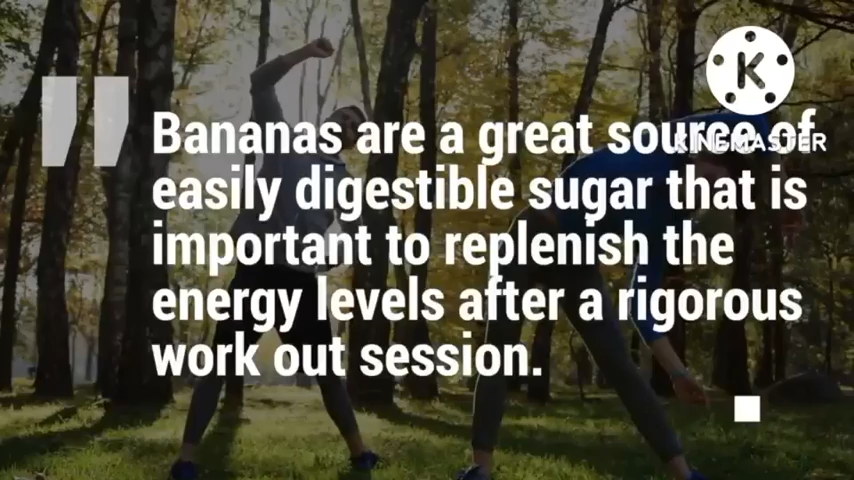 Bananas are a great source of
easily digestible sugar that is
important to replenish the
energy levels after a rigorous
work out session.
K
KINEMASTER